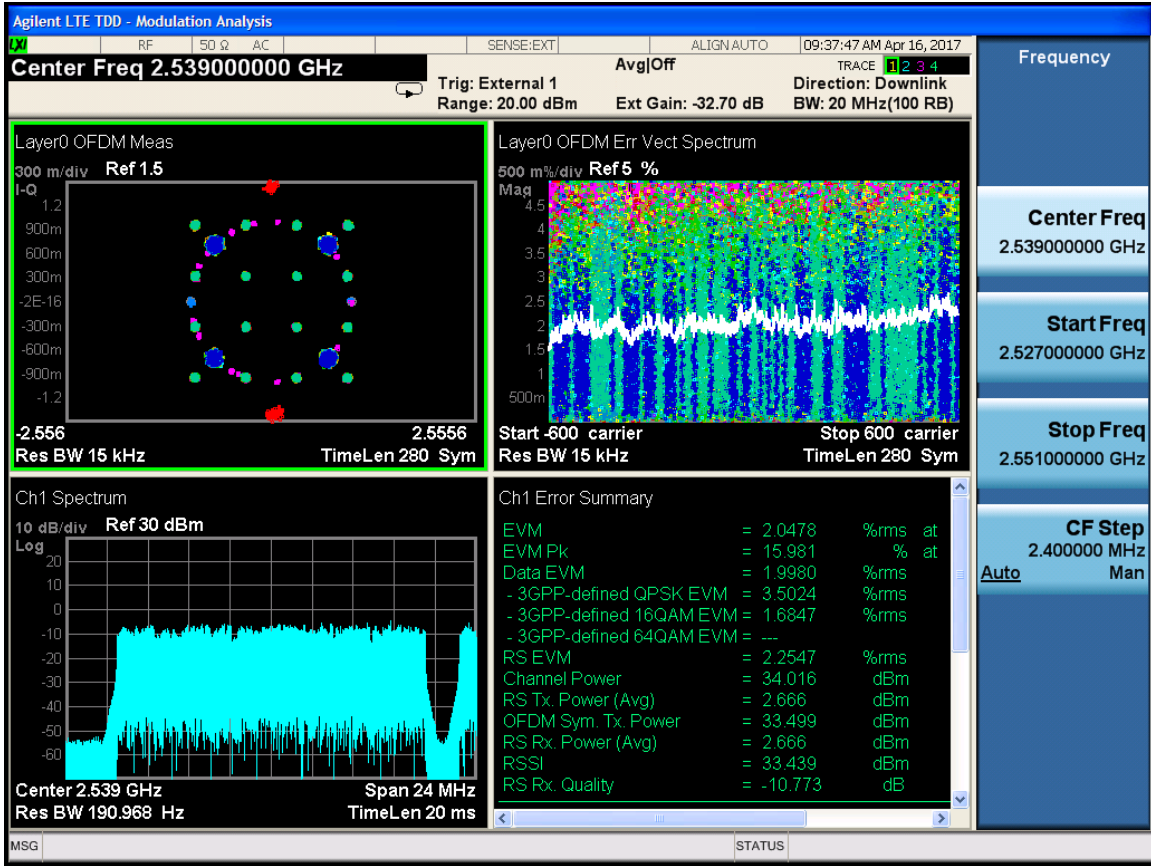 Agilent LTE TDD - Modulation Analysis
LXI RF 50 Ω AC SENSE:EXT ALIGN AUTO 09:37:47 AM Apr 16, 2017
Center Freq 2.539000000 GHz
Avg|Off
TRACE 1 2 3 4
Trig: External 1
Direction: Downlink
Range: 20.00 dBm Ext Gain: -32.70 dB BW: 20 MHz(100 RB)
Layer0 OFDM Meas
300 m/div Ref 1.5
I-Q
1.2
900m
600m
300m
-2E-16
-300m
-600m
-900m
-1.2
-2.556 2.5556
Res BW 15 kHz TimeLen 280 Sym
Layer0 OFDM Err Vect Spectrum
500 m%/div Ref 5 %
Mag
4.5
4
3.5
3
2.5
2
1.5
1
500m
Start -600 carrier Stop 600 carrier
Res BW 15 kHz TimeLen 280 Sym
Ch1 Spectrum
10 dB/div Ref 30 dBm
Log
20
10
0
-10
-20
-30
-40
-50
-60
Center 2.539 GHz Span 24 MHz
Res BW 190.968 Hz TimeLen 20 ms
Ch1 Error Summary
EVM = 2.0478 %rms at
EVM Pk = 15.981 % at
Data EVM = 1.9980 %rms
- 3GPP-defined QPSK EVM = 3.5024 %rms
- 3GPP-defined 16QAM EVM = 1.6847 %rms
- 3GPP-defined 64QAM EVM = ---
RS EVM = 2.2547 %rms
Channel Power = 34.016 dBm
RS Tx. Power (Avg) = 2.666 dBm
OFDM Sym. Tx. Power = 33.499 dBm
RS Rx. Power (Avg) = 2.666 dBm
RSSI = 33.439 dBm
RS Rx. Quality = -10.773 dB
Frequency
Center Freq
2.539000000 GHz
Start Freq
2.527000000 GHz
Stop Freq
2.551000000 GHz
CF Step
2.400000 MHz
Auto Man
MSG STATUS